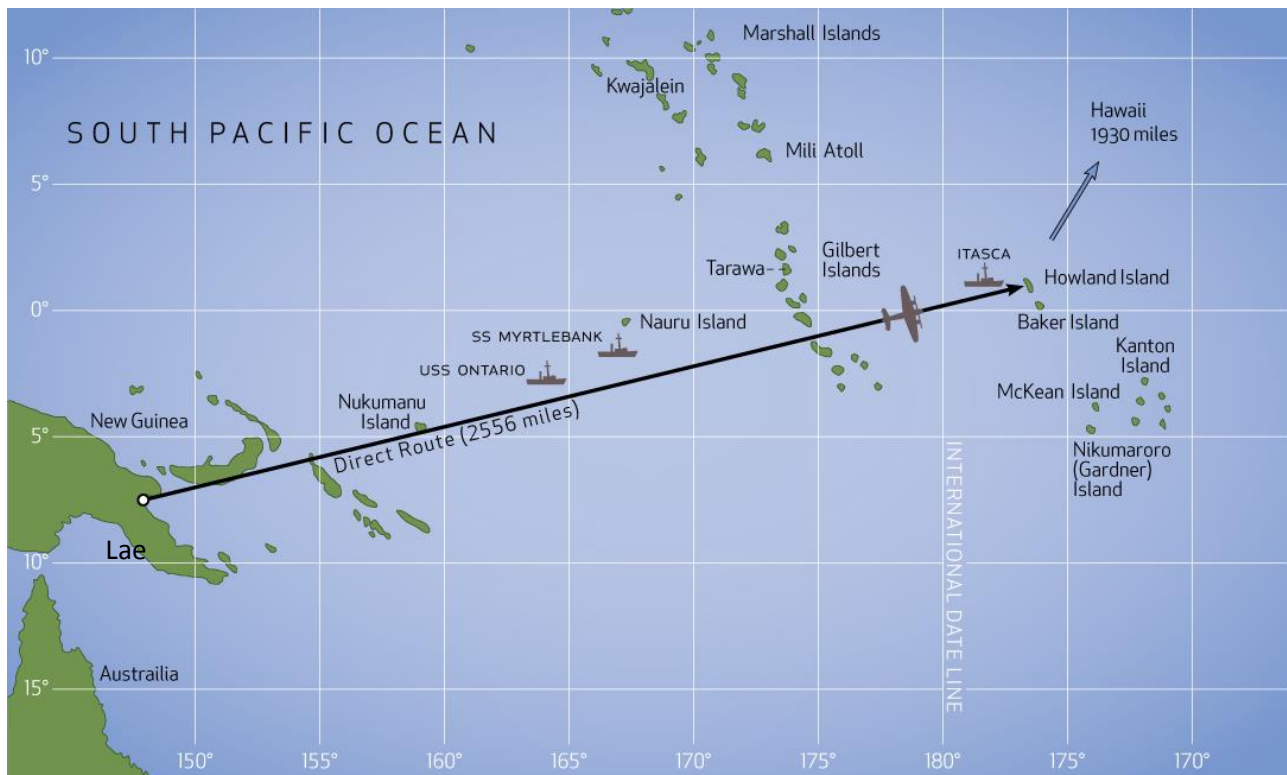 Marshall Islands
10°
Kwajalein
Hawaii
1930 miles
SOUTH PACIFIC OCEAN
Mili Atoll
5°
Gilbert
Islands
ITASCA
Tarawa
Howland Island
0°
Nauru Island
Baker Island
SS MYRTLEBANK
USS ONTARIO
Kanton
Island
McKean Island
Nukumanu
Island
New Guinea
Direct Route (2556 miles)
5°
Nikumaroro
(Gardner)
Island
INTERNATIONAL DATE LINE
Lae
10°
Austrailia
15°
150°
155°
160°
165°
170°
175°
180°
175°
170°